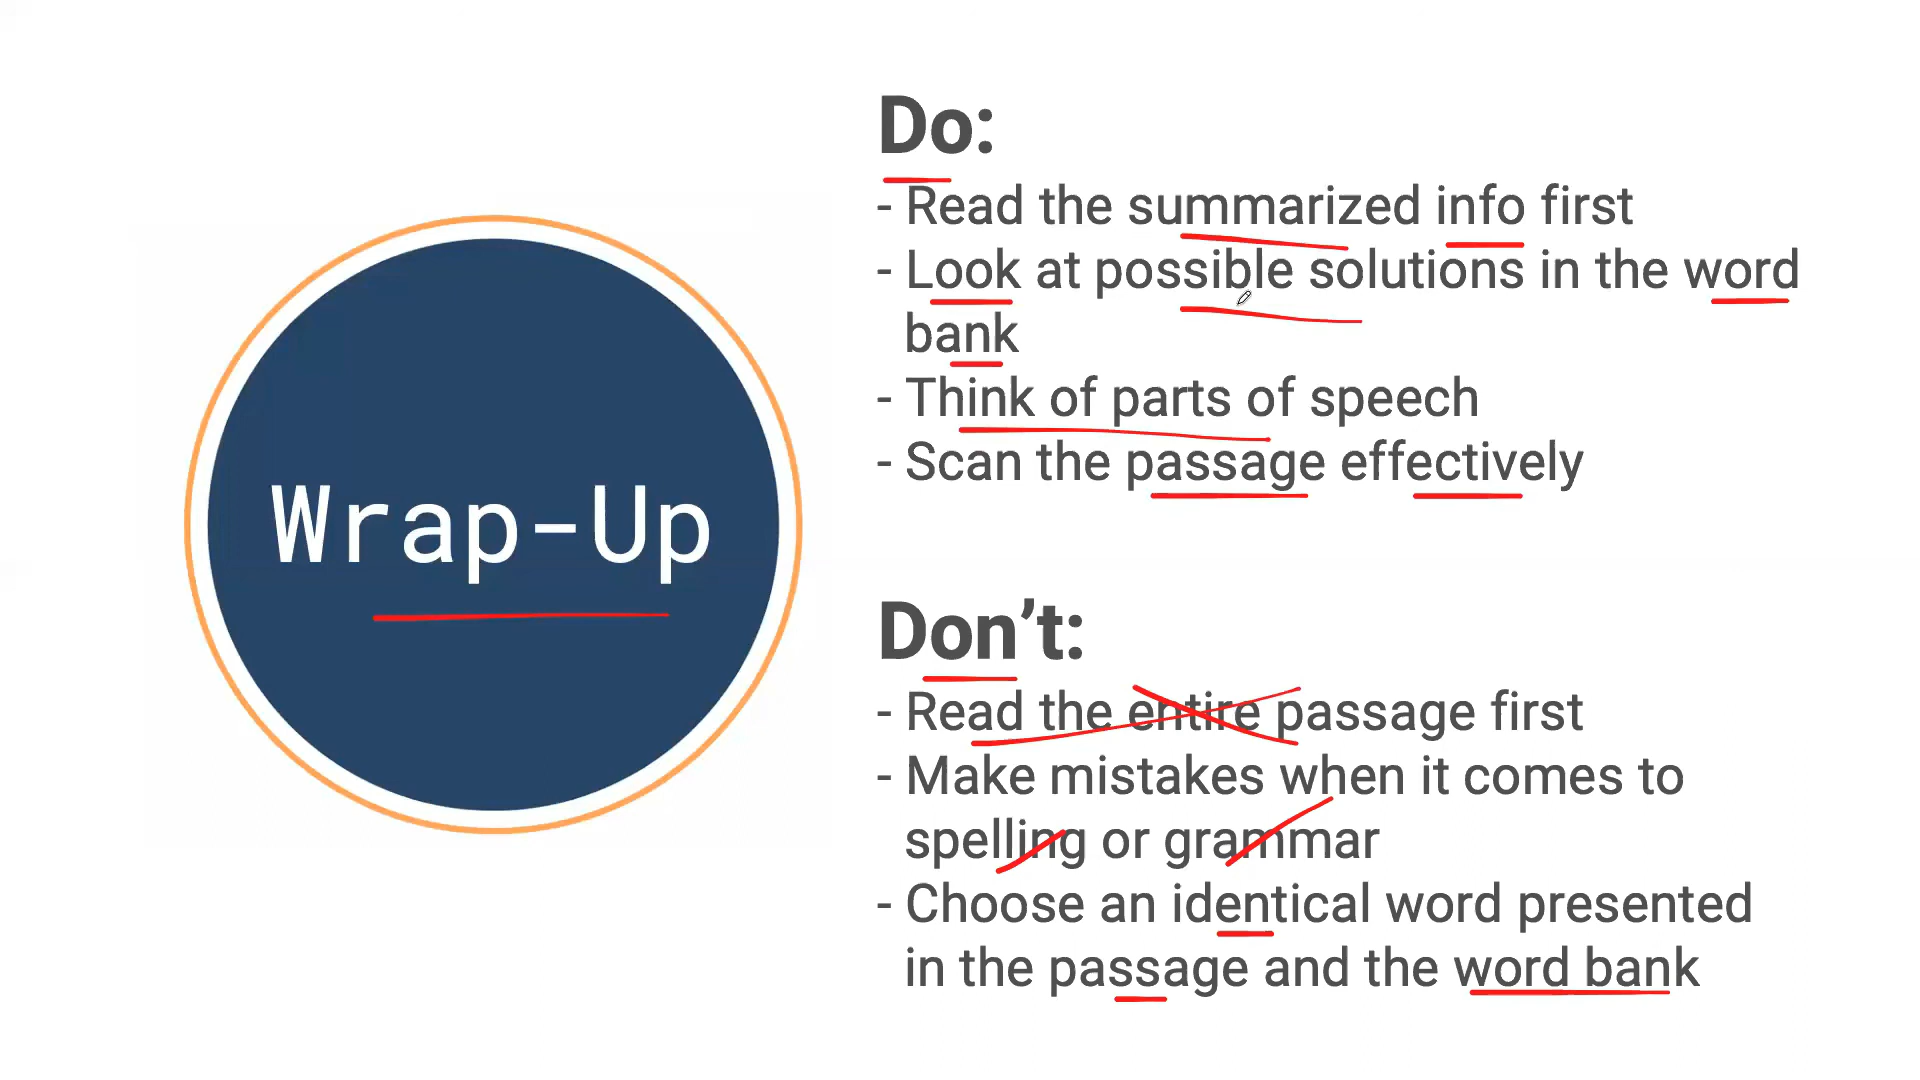 Wrap-Up
Do:
- Read the summarized info first
- Look at possible solutions in the word
bank
- Think of parts of speech
- Scan the passage effectively
Don’t:
- Read the entire passage first
- Make mistakes when it comes to
spelling or grammar
- Choose an identical word presented
in the passage and the word bank